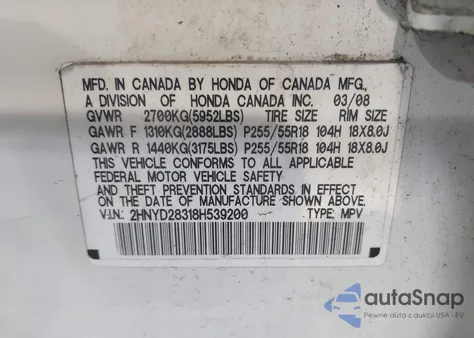 MFD. IN CANADA BY HONDA OF CANADA MFG.,
A DIVISION OF HONDA CANADA INC. 03/08
GVWR 2700KG(5952LBS) TIRE SIZE RIM SIZE
GAWR F 1310KG(2888LBS) P255/55R18 104H 18X8.0J
GAWR R 1440KG(3175LBS) P255/55R18 104H 18X8.0J
THIS VEHICLE CONFORMS TO ALL APPLICABLE
FEDERAL MOTOR VEHICLE SAFETY
AND THEFT PREVENTION STANDARDS IN EFFECT
ON THE DATE OF MANUFACTURE SHOWN ABOVE.
V.I.N: 2HNYD28318H539200 TYPE: MPV
autaSnap
Pewne auta z aukcji USA i EU